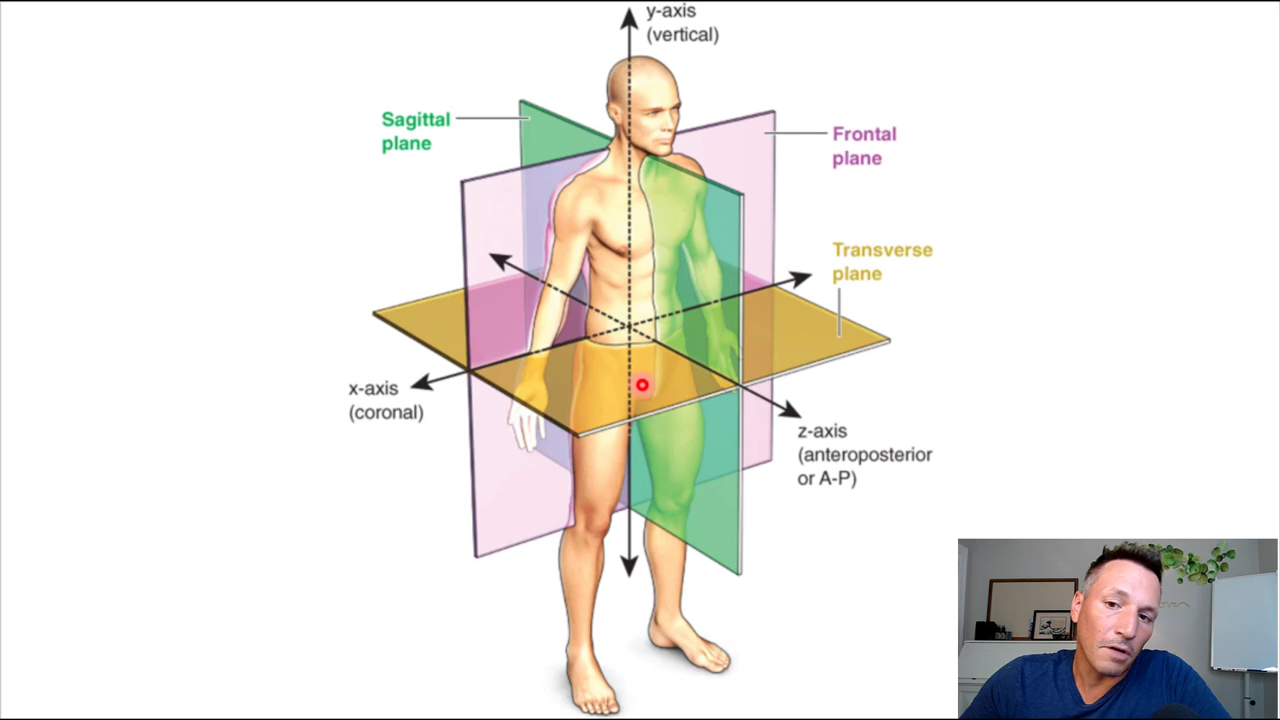 y-axis
(vertical)
Sagittal
plane
Frontal
plane
Transverse
plane
x-axis
(coronal)
z-axis
(anteroposterior
or A-P)